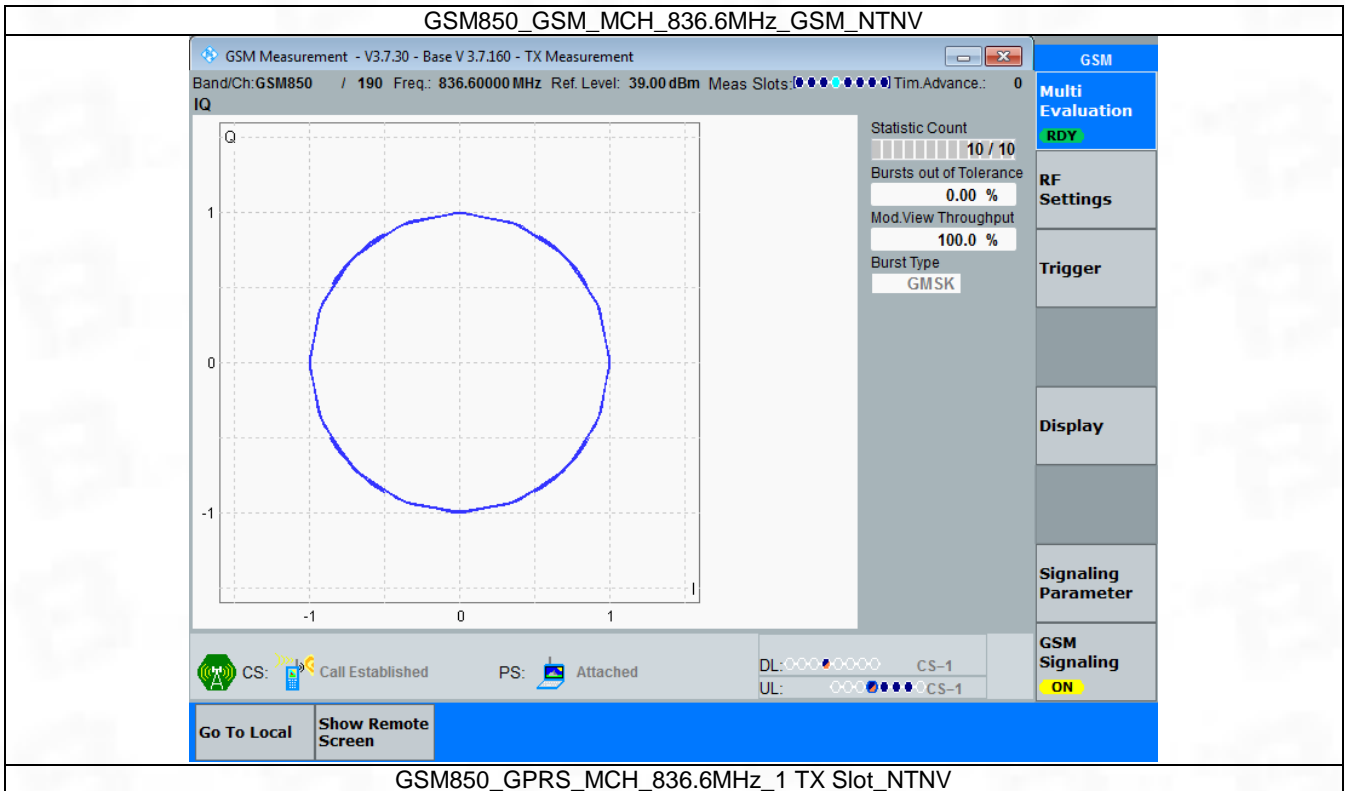 GSM850_GSM_MCH_836.6MHz_GSM_NTNV
GSM Measurement - V3.7.30 - Base V 3.7.160 - TX Measurement
GSM
Band/Ch: GSM850 / 190 Freq.: 836.60000 MHz Ref. Level: 39.00 dBm Meas Slots: Tim.Advance.: 0
IQ
Multi
Evaluation
RDY
Statistic Count
10 / 10
Bursts out of Tolerance
0.00 %
Mod.View Throughput
100.0 %
Burst Type
GMSK
Q
1
0
-1
I
-1 0 1
RF
Settings
Trigger
Display
Signaling
Parameter
GSM
Signaling
ON
CS: Call Established PS: Attached
DL: CS-1
UL: CS-1
Go To Local
Show Remote
Screen
GSM850_GPRS_MCH_836.6MHz_1 TX Slot_NTNV